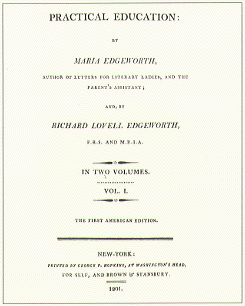 PRACTICAL EDUCATION:
BY
MARIA EDGEWORTH,
AUTHOR OF LETTERS FOR LITERARY LADIES, AND THE
PARENT'S ASSISTANT;
AND, BY
RICHARD LOVELL EDGEWORTH,
F.R.S. AND M.R.I.A.
IN TWO VOLUMES.
VOL. I.
THE FIRST AMERICAN EDITION.
NEW-YORK:
PRINTED BY GEORGE F. HOPKINS, AT WASHINGTON'S HEAD,
FOR SELF, AND BROWN & STANSBURY.
1801.